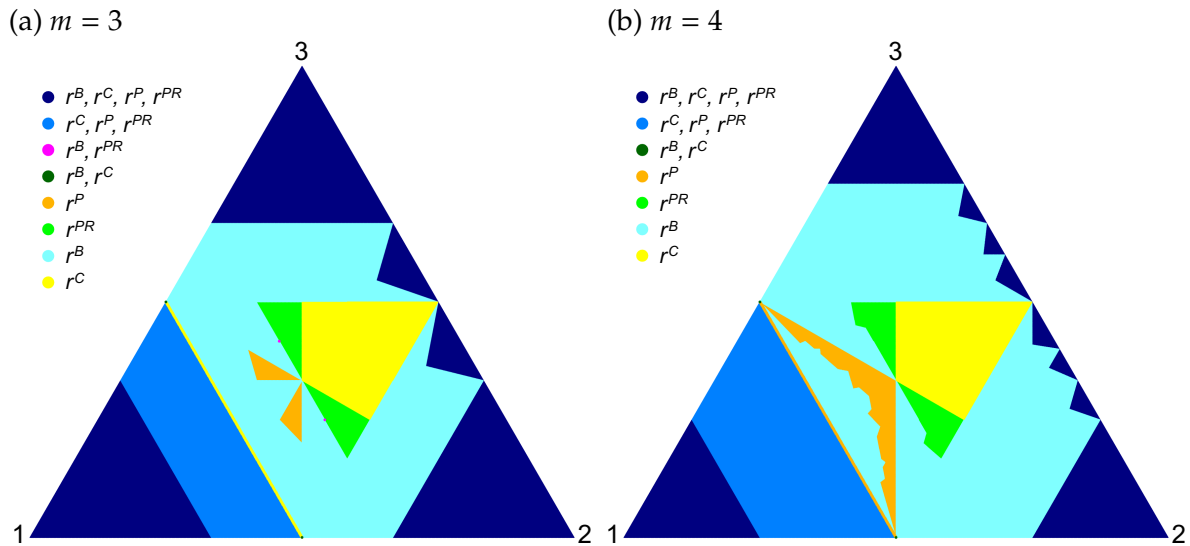 (a) m = 3
3
r^B, r^C, r^P, r^PR
r^C, r^P, r^PR
r^B, r^PR
r^B, r^C
r^P
r^PR
r^B
r^C
1
2
(b) m = 4
3
r^B, r^C, r^P, r^PR
r^C, r^P, r^PR
r^B, r^C
r^P
r^PR
r^B
r^C
1
2